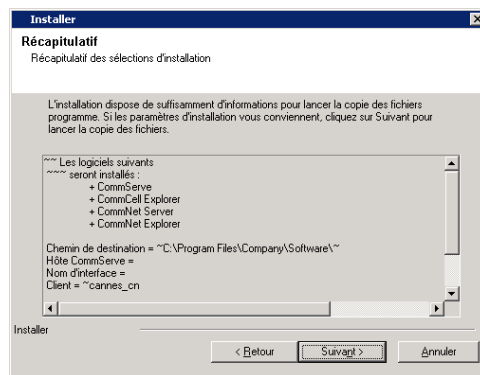 Installer
Récapitulatif
Récapitulatif des sélections d'installation
L'installation dispose de suffisamment d'informations pour lancer la copie des fichiers
programme. Si les paramètres d'installation vous conviennent, cliquez sur Suivant pour
lancer la copie des fichiers.
~~ Les logiciels suivants
~~~ seront installés :
+ CommServe
+ CommCell Explorer
+ CommNet Server
+ CommNet Explorer
Chemin de destination = ~C:\Program Files\Company\Software\~
Hôte CommServe =
Nom d'interface =
Client = ~cannes_cn
Installer
< Retour
Suivant >
Annuler